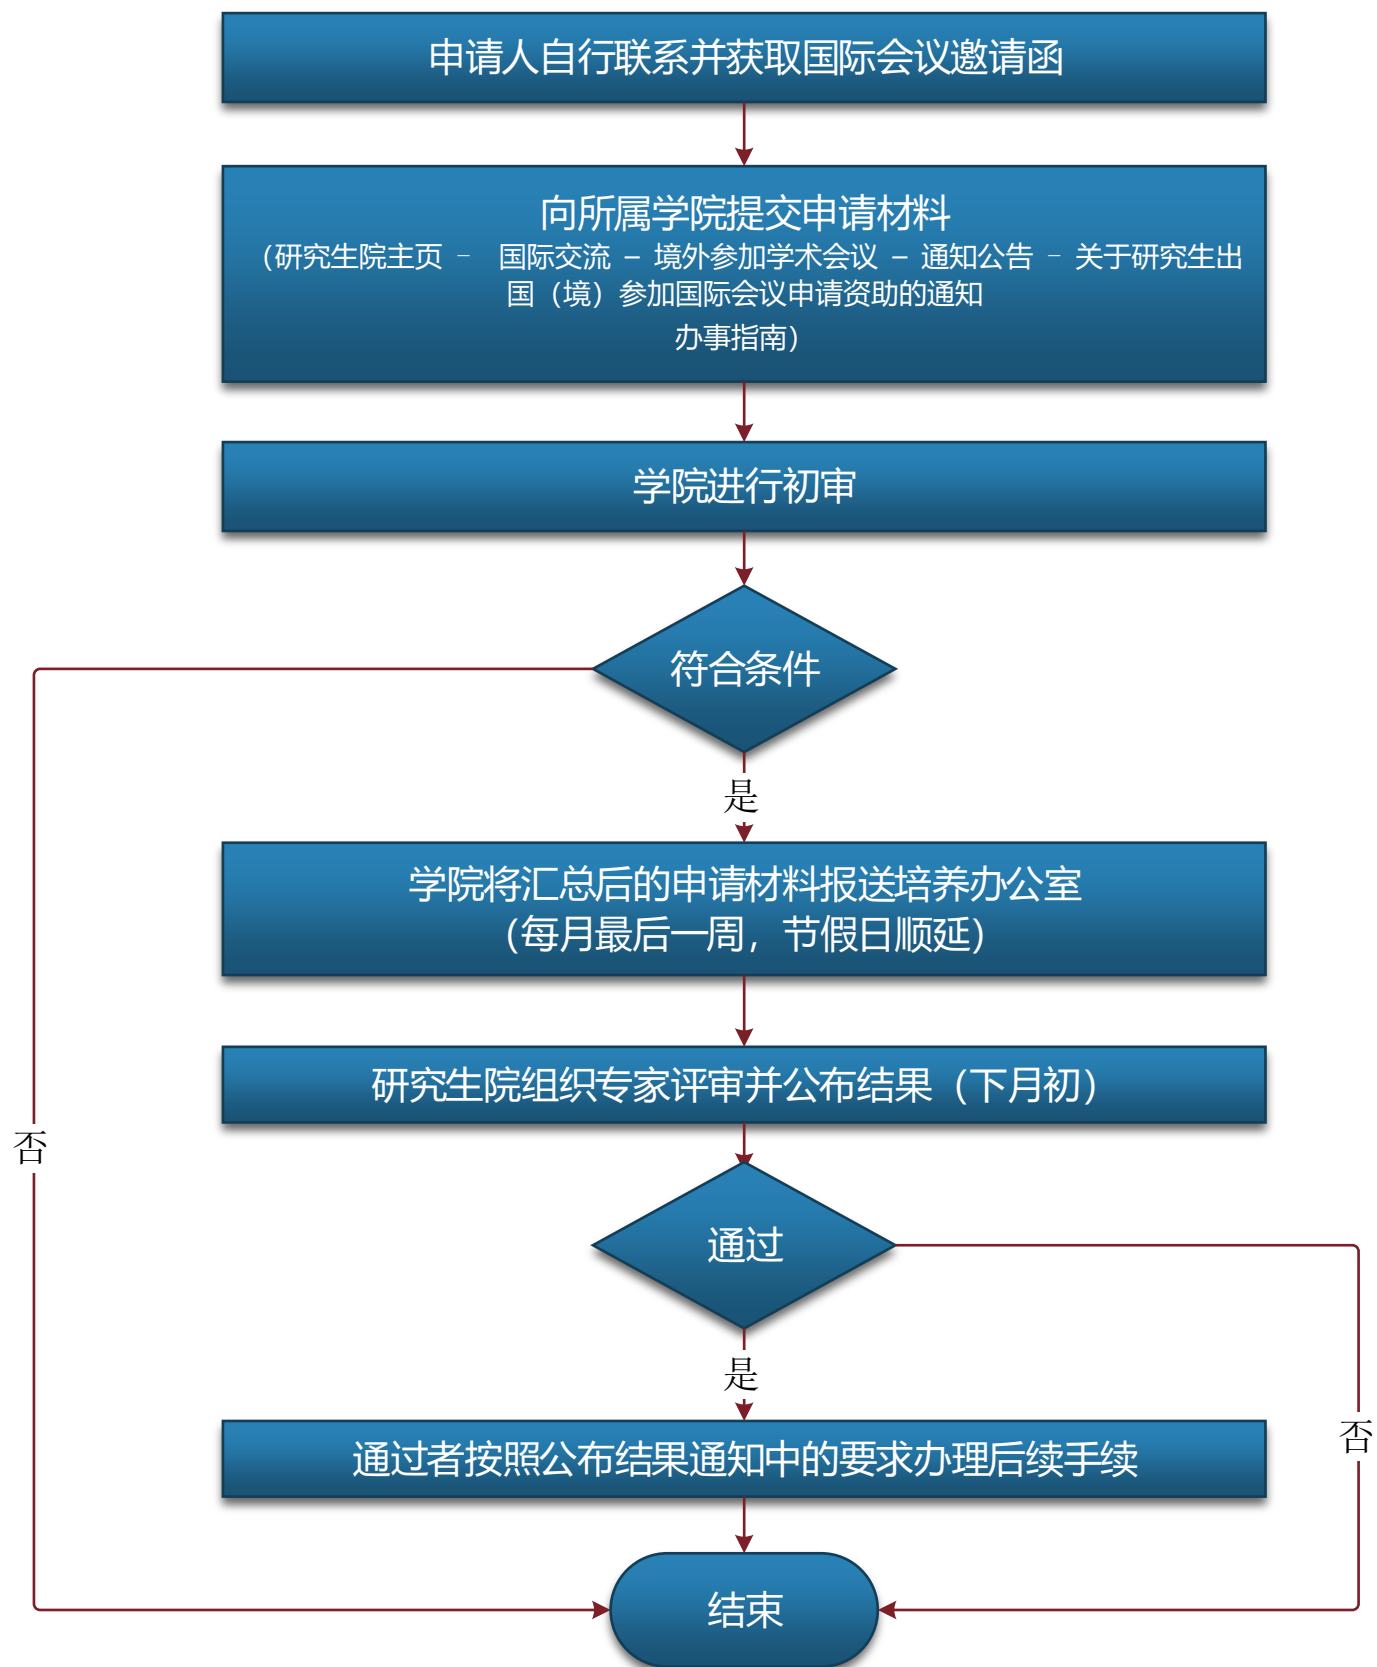 申请人自行联系并获取国际会议邀请函
向所属学院提交申请材料
（研究生院主页 - 国际交流 – 境外参加学术会议 – 通知公告 - 关于研究生出
国（境）参加国际会议申请资助的通知
办事指南）
学院进行初审
符合条件
是
学院将汇总后的申请材料报送培养办公室
（每月最后一周，节假日顺延）
研究生院组织专家评审并公布结果（下月初）
否
通过
是
否
通过者按照公布结果通知中的要求办理后续手续
结束